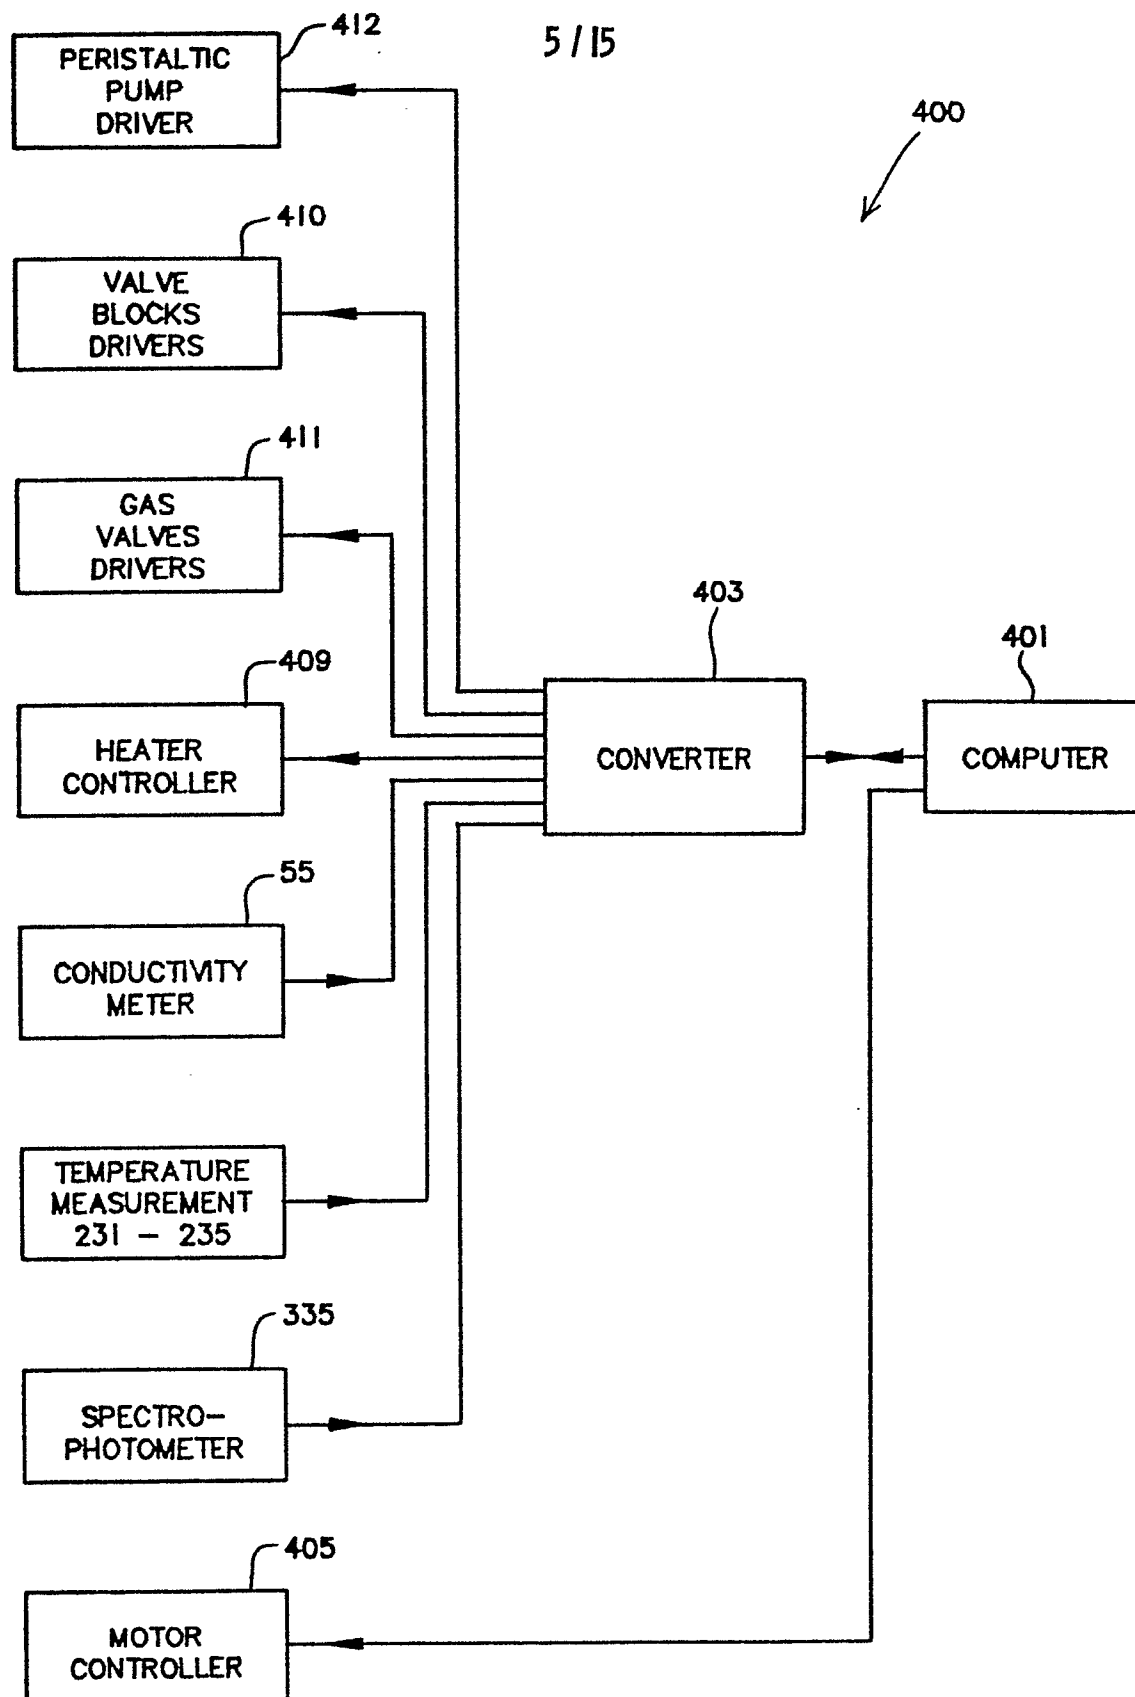 412
5/15
PERISTALTIC
PUMP
DRIVER
400
410
VALVE
BLOCKS
DRIVERS
411
GAS
VALVES
DRIVERS
403
401
409
HEATER
CONTROLLER
CONVERTER
COMPUTER
55
CONDUCTIVITY
METER
TEMPERATURE
MEASUREMENT
231 – 235
335
SPECTRO–
PHOTOMETER
405
MOTOR
CONTROLLER